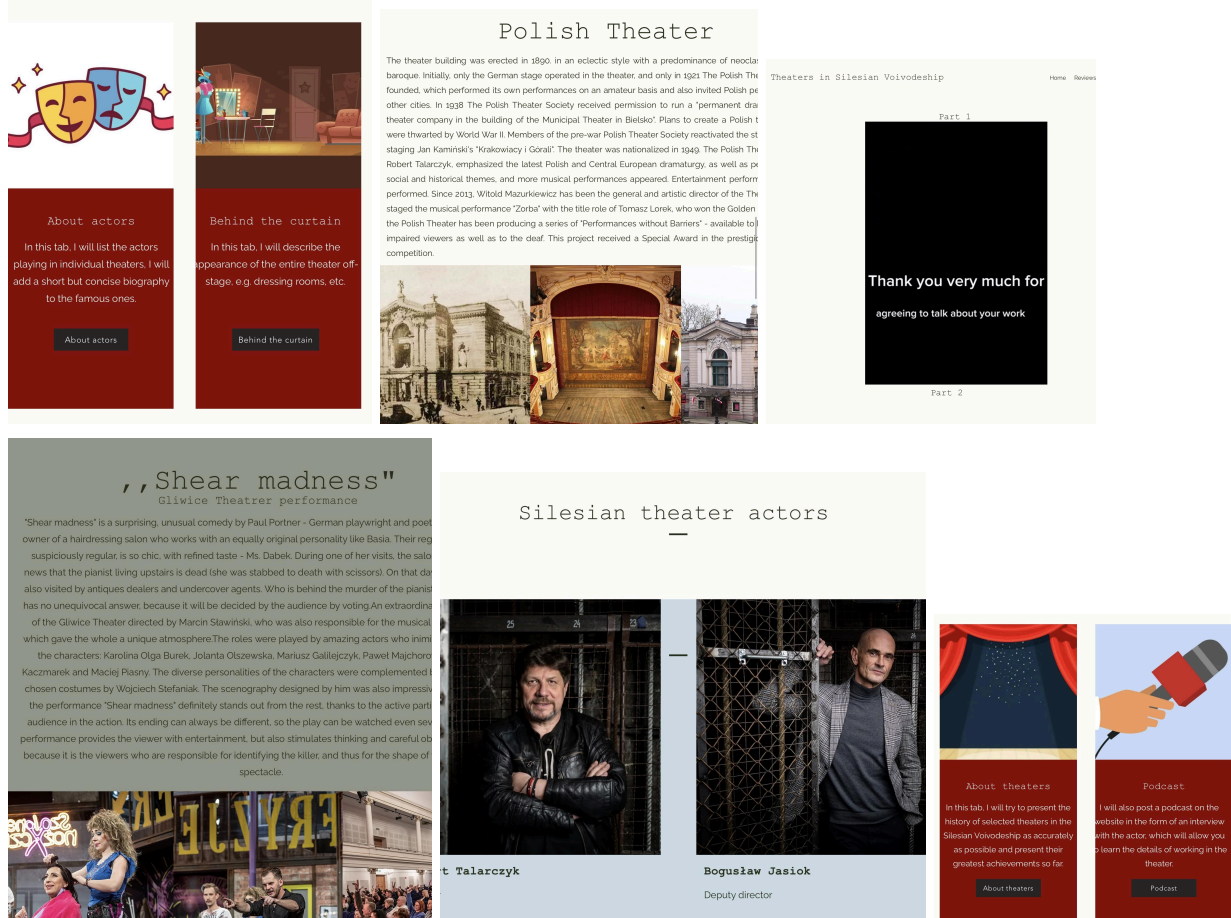 About actors
In this tab, I will list the actors
playing in individual theaters, I will
add a short but concise biography
to the famous ones.
About actors
Behind the curtain
In this tab, I will describe the
appearance of the entire theater off-
stage, e.g. dressing rooms, etc.
Behind the curtain
Polish Theater
The theater building was erected in 1890. in an eclectic style with a predominance of
baroque. Initially, only the German stage operated in the theater, and only in 1921 The Polish
founded, which performed its own performances on an amateur basis and also invited Polish
other cities. In 1938 The Polish Theater Society received permission to run a "permanent
theater company in the building of the Municipal Theater in Bielsko". Plans to create a Polish
were thwarted by World War II. Members of the pre-war Polish Theater Society reactivated the
staging Jan Kamiński's "Krakowiacy i Górali". The theater was nationalized in 1949. The Polish
Robert Talarczyk, emphasized the latest Polish and Central European dramaturgy, as well as
social and historical themes, and more musical performances appeared. Entertainment
performed. Since 2013, Witold Mazurkiewicz has been the general and artistic director of the
staged the musical performance "Zorba" with the title role of Tomasz Lorek, who won the Golden
the Polish Theater has been producing a series of "Performances without Barriers" - available to
impaired viewers as well as to the deaf. This project received a Special Award in the
competition.
Theaters in Silesian Voivodeship
Home Reviews
Part 1
Thank you very much for
agreeing to talk about your work
Part 2
,,Shear madness"
Gliwice Theatrer performance
"Shear madness" is a surprising, unusual comedy by Paul Portner - German playwright and poet
owner of a hairdressing salon who works with an equally original personality like Basia. Their
suspiciously regular, is so chic, with refined taste - Ms. Dabek. During one of her visits, the
news that the pianist living upstairs is dead (she was stabbed to death with scissors). On that
also visited by antiques dealers and undercover agents. Who is behind the murder of the
has no unequivocal answer, because it will be decided by the audience by voting.An
of the Gliwice Theater directed by Marcin Sławiński, who was also responsible for the musical
which gave the whole a unique atmosphere.The roles were played by amazing actors who
the characters: Karolina Olga Burek, Jolanta Olszewska, Mariusz Galilejczyk, Paweł
Kaczmarek and Maciej Piasny. The diverse personalities of the characters were complemented
chosen costumes by Wojciech Stefaniak. The scenography designed by him was also
the performance "Shear madness" definitely stands out from the rest, thanks to the active
audience in the action. Its ending can always be different, so the play can be watched even
performance provides the viewer with entertainment, but also stimulates thinking and careful
because it is the viewers who are responsible for identifying the killer, and thus for the shape of
spectacle.
Silesian theater actors
25 24 23
Talarczyk
Bogusław Jasiok
Deputy director
About theaters
In this tab, I will try to present the
history of selected theaters in the
Silesian Voivodeship as accurately
as possible and present their
greatest achievements so far.
About theaters
Podcast
I will also post a podcast on the
website in the form of an interview
with the actor, which will allow you
to learn the details of working in the
theater.
Podcast